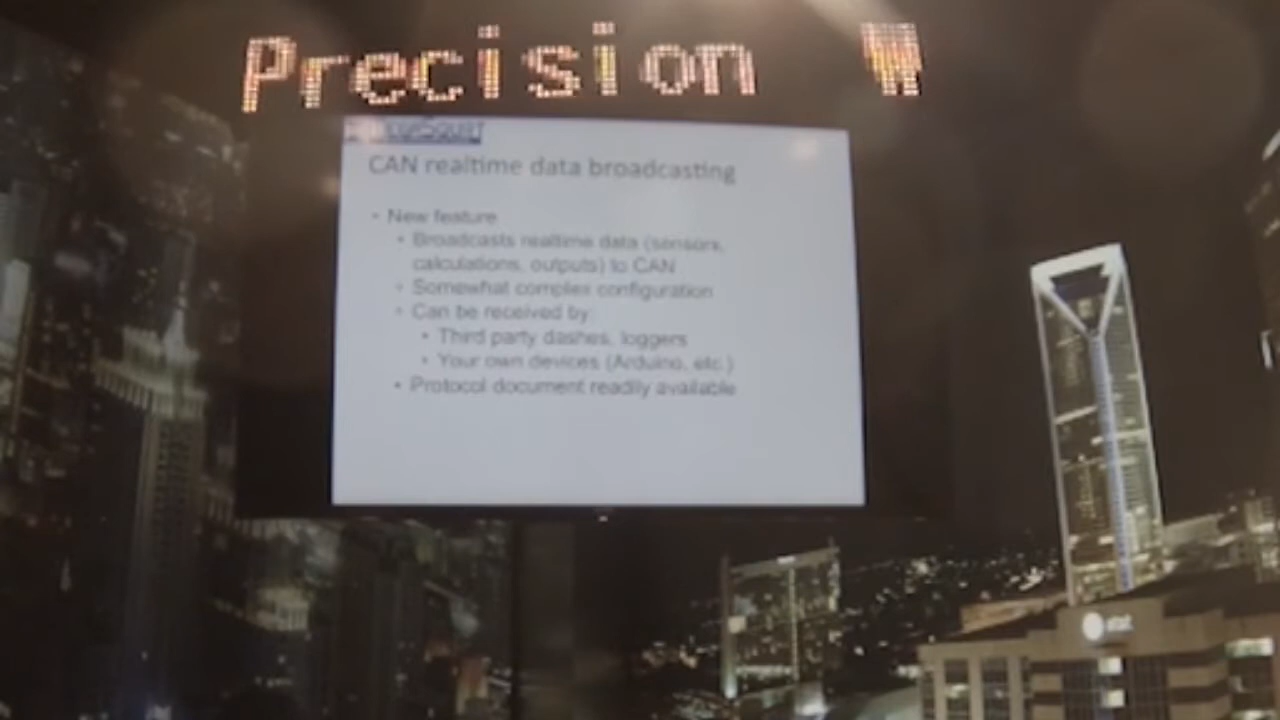 Precision
CAN realtime data broadcasting
• New feature
• Broadcasts realtime data (sensors,
calculations, outputs) to CAN
• Somewhat complex configuration
• Can be received by:
• Third party dashes, loggers
• Your own devices (Arduino, etc.)
• Protocol document readily available
at&t